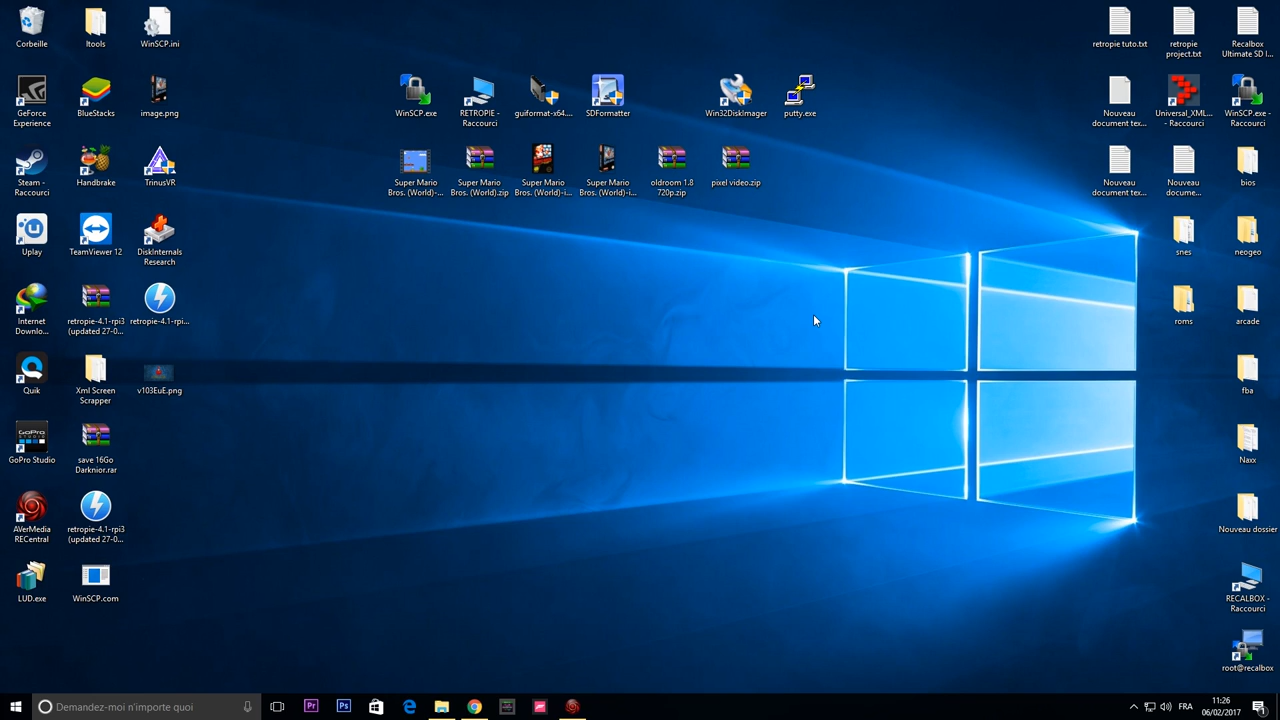 Corbeille
Itools
WinSCP.ini
GeForce
Experience
BlueStacks
image.png
Steam -
Raccourci
Handbrake
TrinusVR
Uplay
TeamViewer 12
DiskInternals
Research
Internet
Downlo...
retropie-4.1-rpi3
(updated 27-0...
retropie-4.1-rpi...
Quik
Xml Screen
Scrapper
v103EuE.png
GoPro
STUDIO
GoPro Studio
save 16Go
Darknior.rar
AVerMedia
RECentral
retropie-4.1-rpi3
(updated 27-0...
LUD.exe
WinSCP.com
WinSCP.exe
RETROPIE -
Raccourci
guiformat-x64....
SDFormatter
Win32DiskImager
putty.exe
Super Mario
Bros. (World)-...
Super Mario
Bros. (World).zip
Super Mario
Bros. (World)-i...
Super Mario
Bros. (World)-i...
oldroom 1.8
720p.zip
pixel video.zip
retropie tuto.txt
retropie
project.txt
Recalbox
Ultimate SD I...
Nouveau
document tex...
Universal_XML...
- Raccourci
WinSCP.exe -
Raccourci
Nouveau
document tex...
Nouveau
docume...
bios
snes
neogeo
roms
arcade
fba
Naxx
Nouveau dossier
RECALBOX -
Raccourci
root@recalbox
Demandez-moi n'importe quoi
Pr
Ps
FRA
11:26
06/02/2017
1